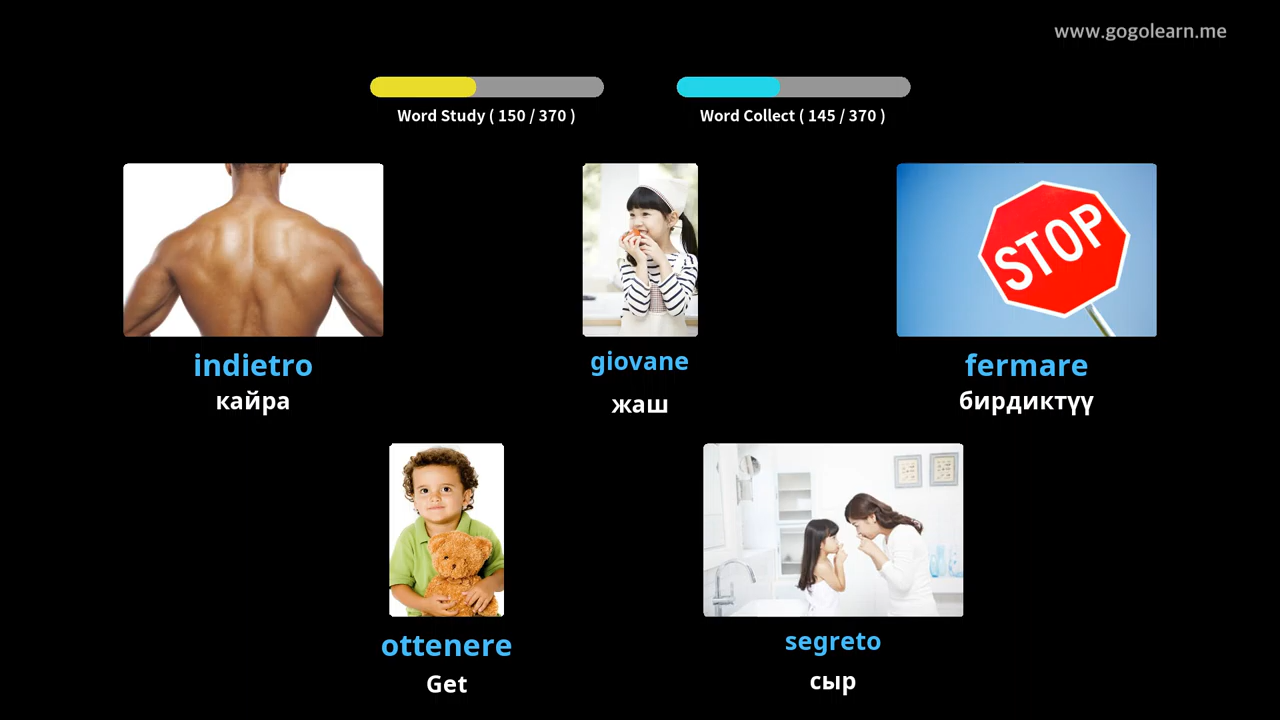 www.gogolearn.me
Word Study ( 150 / 370 )
Word Collect ( 145 / 370 )
STOP
indietro
кайра
giovane
жаш
fermare
бирдиктүү
ottenere
Get
segreto
сыр